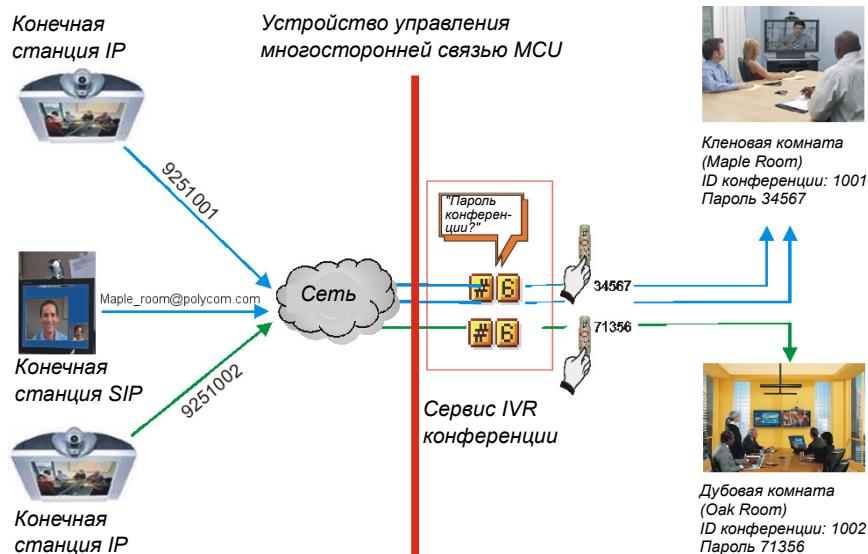 Конечная
станция IP
Устройство управления
многосторонней связью MCU
9251001
"Пароль
конферен-
ции?"
Кленовая комната
(Maple Room)
ID конференции: 1001
Пароль 34567
Maple_room@polycom.com
Сеть
# 6
34567
# 6
71356
Конечная
станция SIP
9251002
Сервис IVR
конференции
Конечная
станция IP
Дубовая комната
(Oak Room)
ID конференции: 1002
Пароль 71356